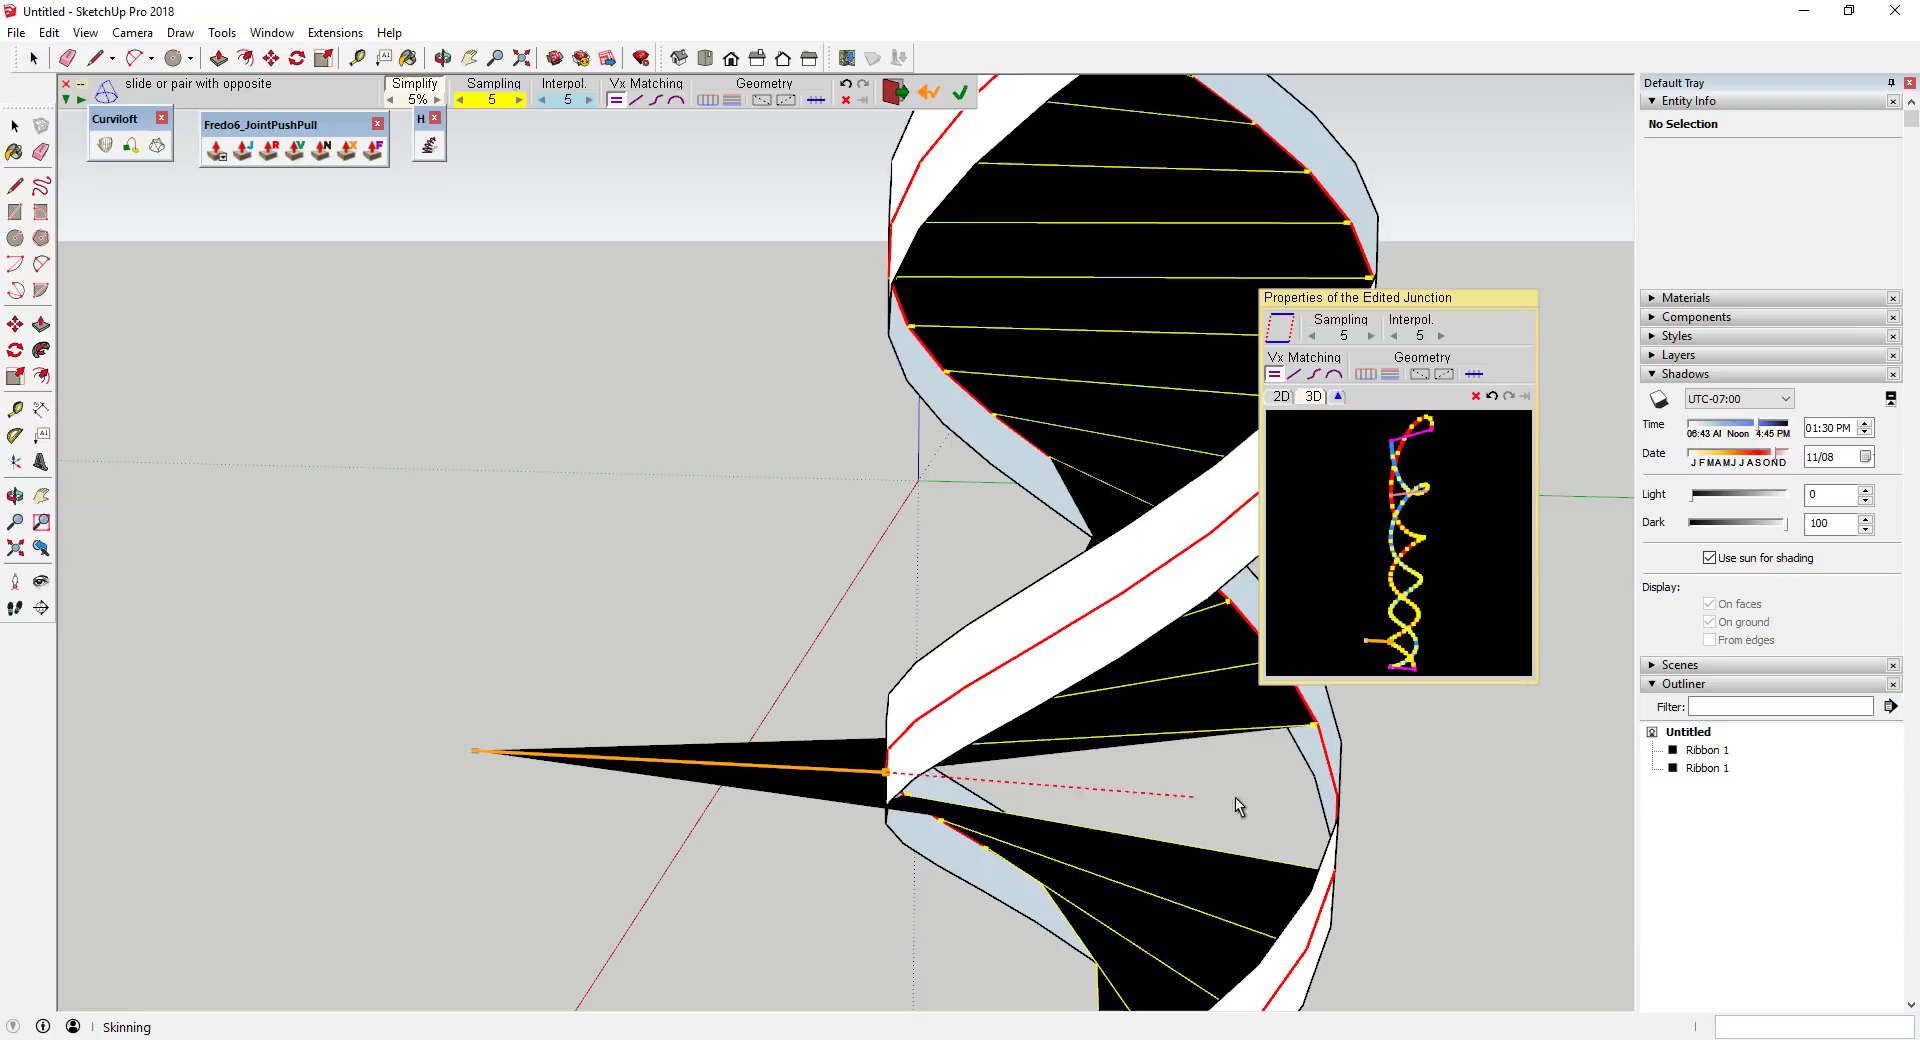 Untitled - SketchUp Pro 2018
File Edit View Camera Draw Tools Window Extensions Help
slide or pair with opposite
Simplify Sampling Interpol. Vx Matching Geometry
5% 5 5
Curviloft
Fredo6_JointPushPull
H
Properties of the Edited Junction
Sampling Interpol.
5 5
Vx Matching Geometry
2D 3D
Default Tray
Entity Info
No Selection
Materials
Components
Styles
Layers
Shadows
UTC-07:00
Time 01:30 PM
06:43 AI Noon 4:45 PM
Date 11/08
J F M A M J J A S O N D
Light 0
Dark 100
Use sun for shading
Display:
On faces
On ground
From edges
Scenes
Outliner
Filter:
Untitled
Ribbon 1
Ribbon 1
Skinning